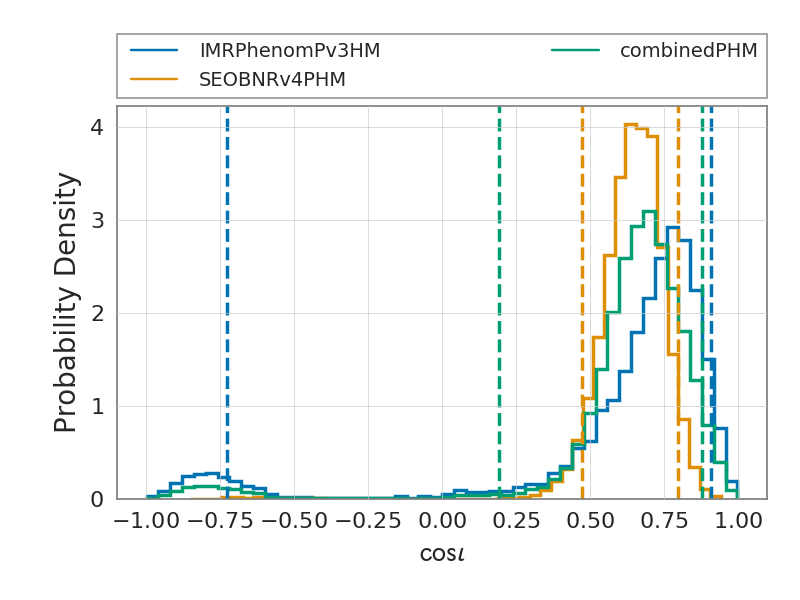 IMRPhenomPv3HM
SEOBNRv4PHM
combinedPHM
Probability Density
4
3
2
1
0
−1.00 −0.75 −0.50 −0.25 0.00 0.25 0.50 0.75 1.00
cosι